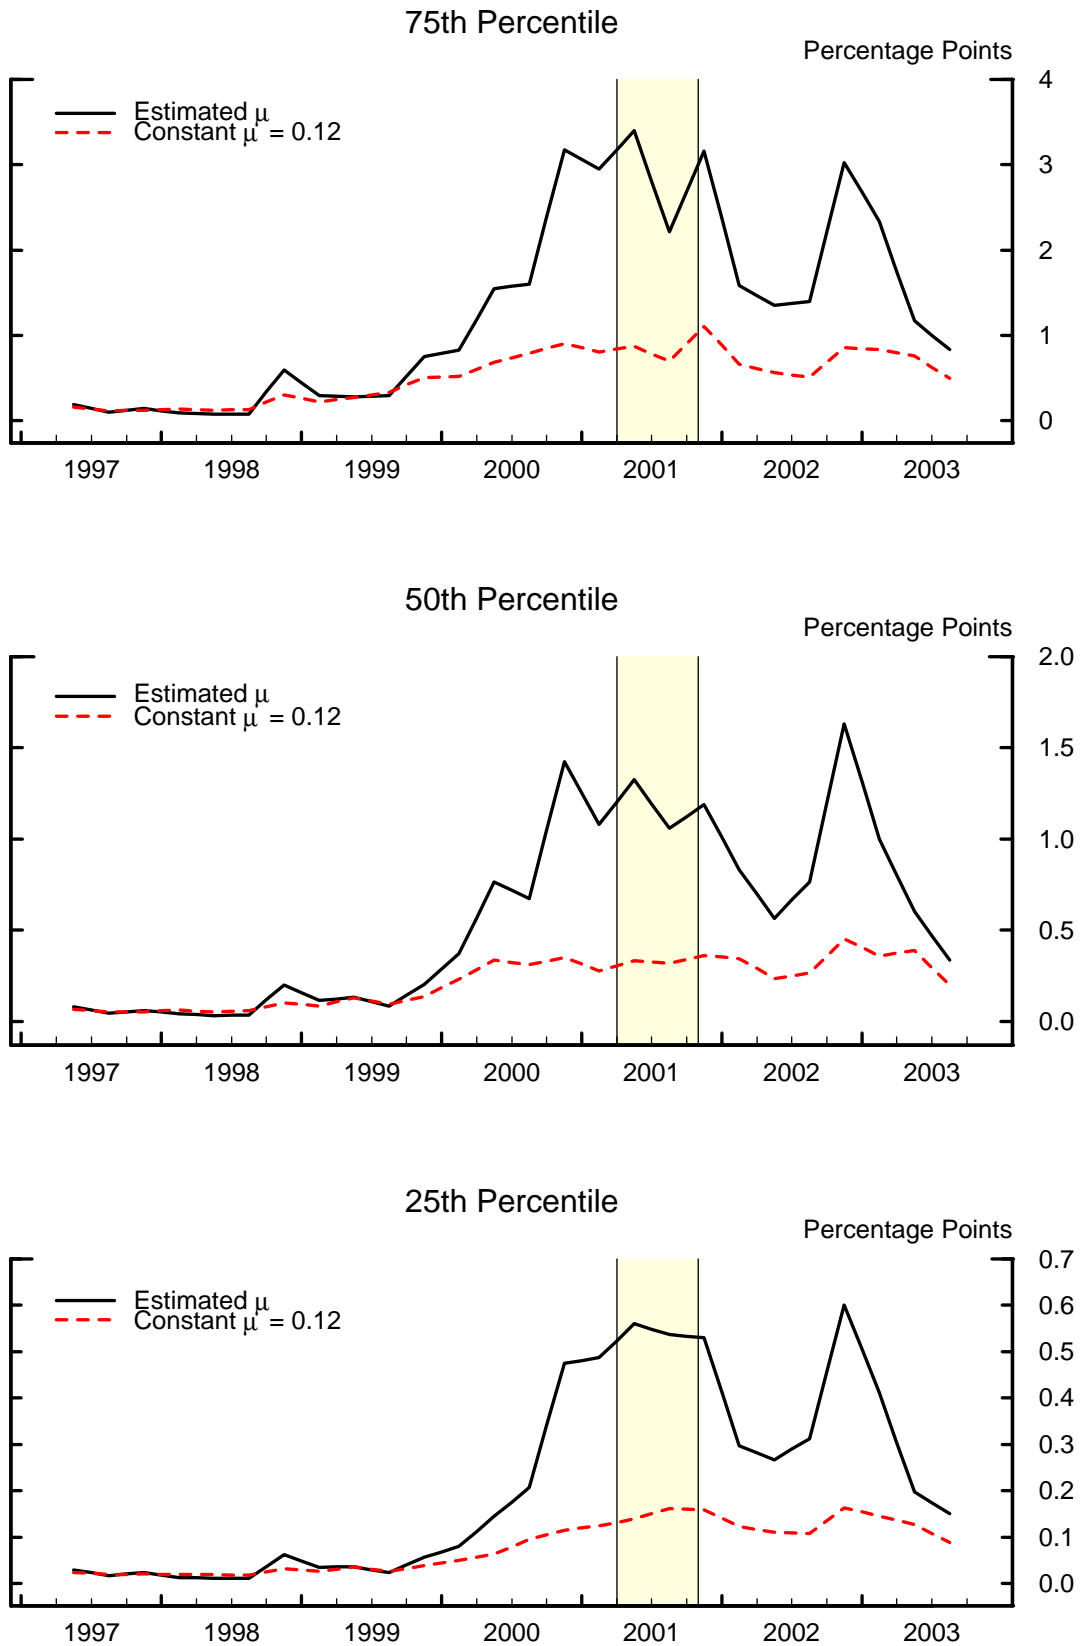 75th Percentile
Percentage Points
Estimated μ
Constant μ = 0.12
4
3
2
1
0
1997 1998 1999 2000 2001 2002 2003
50th Percentile
Percentage Points
Estimated μ
Constant μ = 0.12
2.0
1.5
1.0
0.5
0.0
1997 1998 1999 2000 2001 2002 2003
25th Percentile
Percentage Points
Estimated μ
Constant μ = 0.12
0.7
0.6
0.5
0.4
0.3
0.2
0.1
0.0
1997 1998 1999 2000 2001 2002 2003